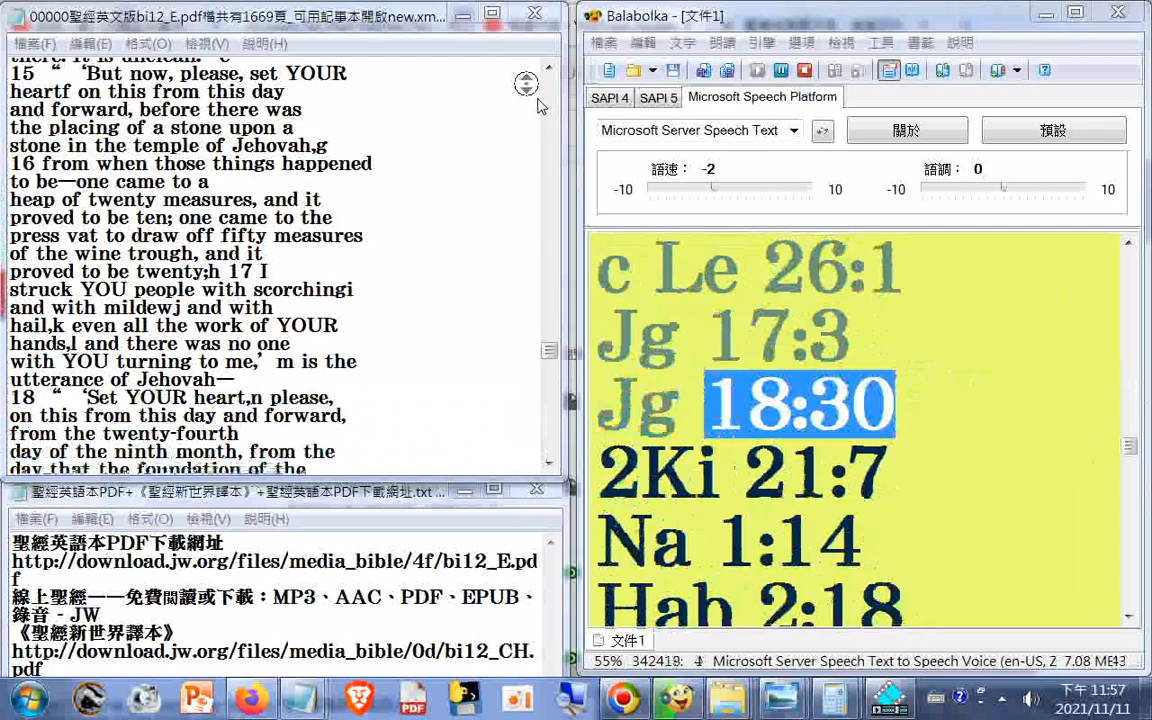 00000聖經英文版bi12_E.pdf檔共有1669頁_可用記事本開啟new.xm...
檔案(F) 編輯(E) 格式(O) 檢視(V) 說明(H)
there. It is unclean.” ’c
15 “ ‘But now, please, set YOUR
heartf on this from this day
and forward, before there was
the placing of a stone upon a
stone in the temple of Jehovah,g
16 from when those things happened
to be—one came to a
heap of twenty measures, and it
proved to be ten; one came to the
press vat to draw off fifty measures
of the wine trough, and it
proved to be twenty;h 17 I
struck YOU people with scorchingi
and with mildewj and with
hail,k even all the work of YOUR
hands,l and there was no one
with YOU turning to me,’m is the
utterance of Jehovah—
18 “ ‘Set YOUR heart,n please,
on this from this day and forward,
from the twenty-fourth
day of the ninth month, from the
day that the foundation of the
聖經英語本PDF+《聖經新世界譯本》+聖經英語本PDF下載網址.txt ...
檔案(F) 編輯(E) 格式(O) 檢視(V) 說明(H)
聖經英語本PDF下載網址
http://download.jw.org/files/media_bible/4f/bi12_E.pd
f
線上聖經——免費閱讀或下載：MP3、AAC、PDF、EPUB、
錄音 - JW
《聖經新世界譯本》
http://download.jw.org/files/media_bible/0d/bi12_CH.
pdf
Balabolka - [文件1]
檔案 編輯 文字 朗讀 引擎 選項 檢視 工具 書籤 說明
SAPI 4 SAPI 5 Microsoft Speech Platform
Microsoft Server Speech Text 關於 預設
語速： -2 語調： 0
-10 10 -10 10
c Le 26:1
Jg 17:3
Jg 18:30
2Ki 21:7
Na 1:14
Hab 2:18
文件1
55% 342418: 4 Microsoft Server Speech Text to Speech Voice (en-US, Z 7.08 ME43
下午 11:57
2021/11/11